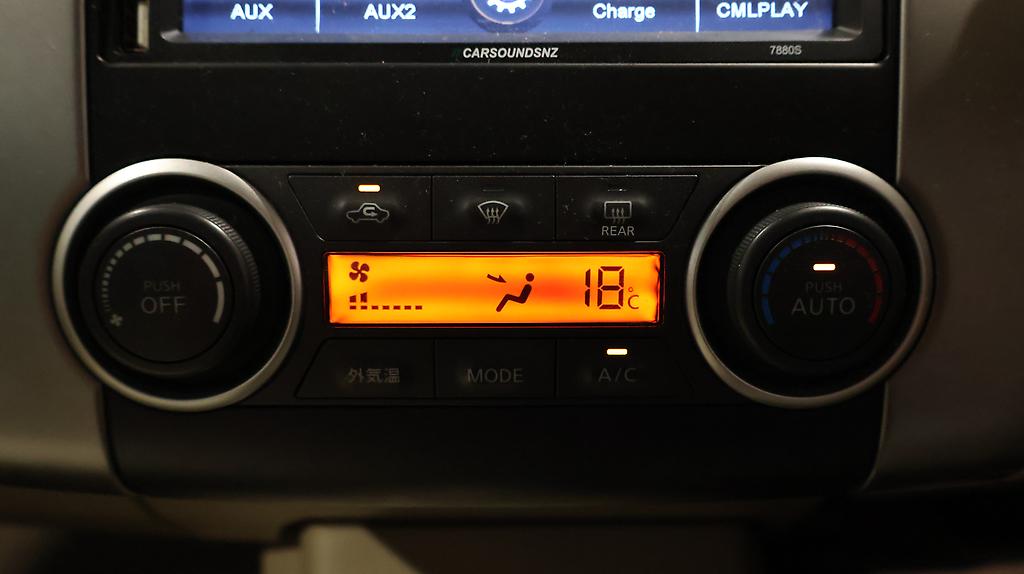 AUX AUX2 Charge CMLPLAY
CARSOUNDSNZ 7880S
REAR
PUSH
OFF
18°C
PUSH
AUTO
外気温 MODE A/C